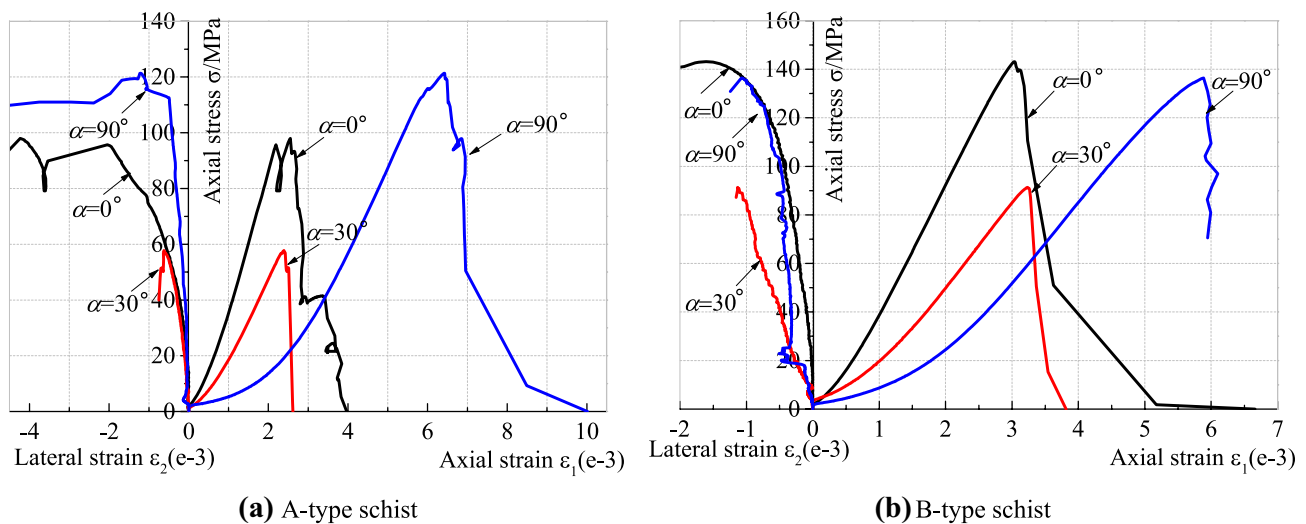 140
120
100
80
60
40
20
0
Axial stress σ/MPa
α=90°
α=0°
α=30°
α=0°
α=30°
α=90°
-4 -2 0 2 4 6 8 10
Lateral strain ε2(e-3) Axial strain ε1(e-3)
(a) A-type schist
160
140
120
100
80
60
40
20
0
Axial stress σ/MPa
α=0°
α=90°
α=30°
α=0°
α=30°
α=90°
-2 -1 0 1 2 3 4 5 6 7
Lateral strain ε2(e-3) Axial strain ε1(e-3)
(b) B-type schist